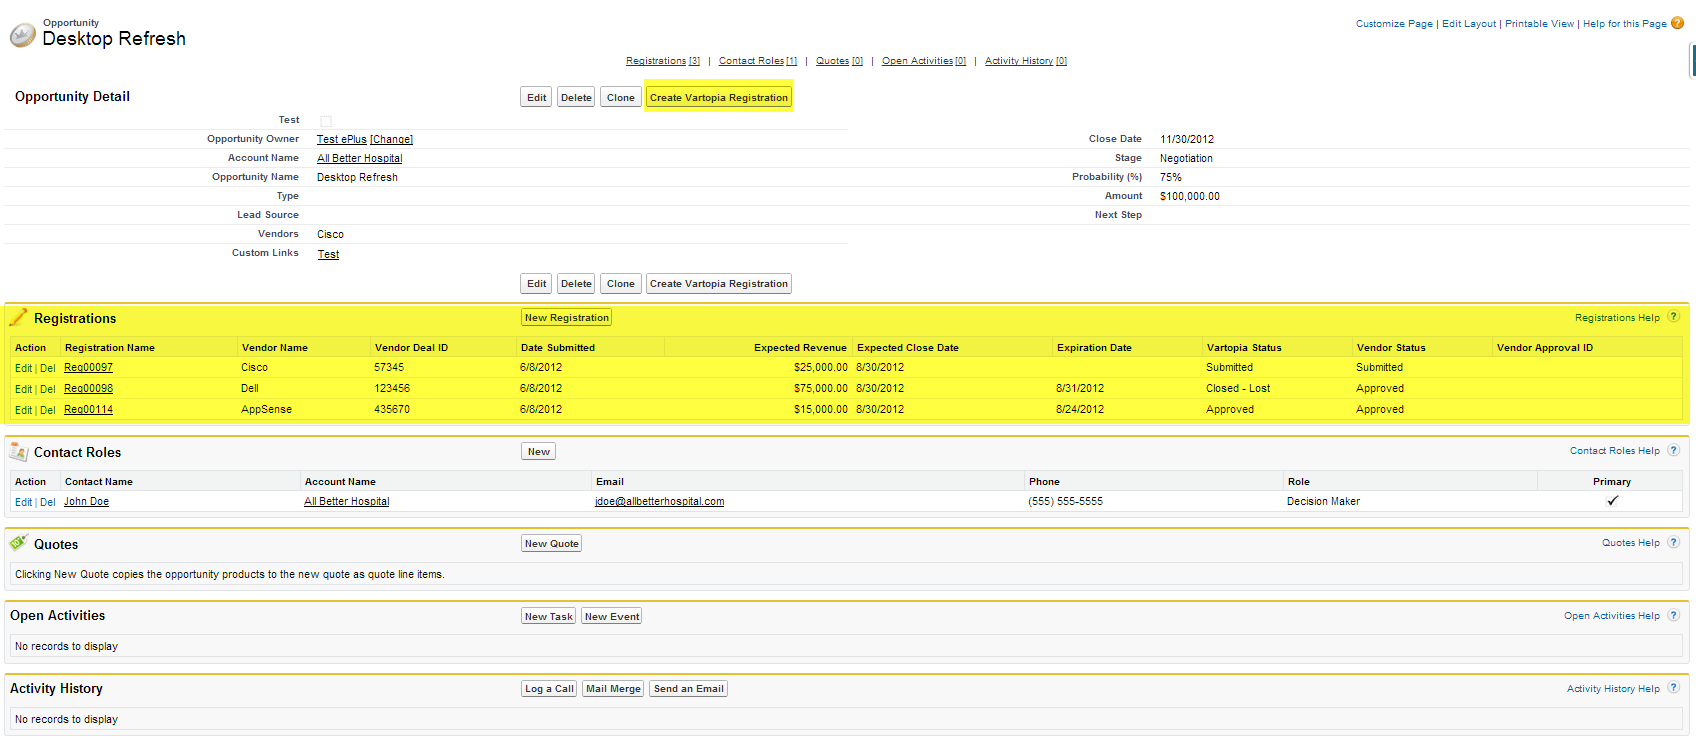 Opportunity
Desktop Refresh
Customize Page | Edit Layout | Printable View | Help for this Page ?
Registrations [3] | Contact Roles [1] | Quotes [0] | Open Activities [0] | Activity History [0]
Opportunity Detail Edit Delete Clone Create Vartopia Registration
Test
Opportunity Owner Test ePlus [Change] Close Date 11/30/2012
Account Name All Better Hospital Stage Negotiation
Opportunity Name Desktop Refresh Probability (%) 75%
Type Amount $100,000.00
Lead Source Next Step
Vendors Cisco
Custom Links Test
Edit Delete Clone Create Vartopia Registration
Registrations New Registration Registrations Help ?
Action Registration Name Vendor Name Vendor Deal ID Date Submitted Expected Revenue Expected Close Date Expiration Date Vartopia Status Vendor Status Vendor Approval ID
Edit | Del Reg00097 Cisco 57345 6/8/2012 $25,000.00 8/30/2012 Submitted Submitted
Edit | Del Reg00098 Dell 123456 6/8/2012 $75,000.00 8/30/2012 8/31/2012 Closed - Lost Approved
Edit | Del Reg00114 AppSense 435670 6/8/2012 $15,000.00 8/30/2012 8/24/2012 Approved Approved
Contact Roles New Contact Roles Help ?
Action Contact Name Account Name Email Phone Role Primary
Edit | Del John Doe All Better Hospital jdoe@allbetterhospital.com (555) 555-5555 Decision Maker
Quotes New Quote Quotes Help ?
Clicking New Quote copies the opportunity products to the new quote as quote line items.
Open Activities New Task New Event Open Activities Help ?
No records to display
Activity History Log a Call Mail Merge Send an Email Activity History Help ?
No records to display